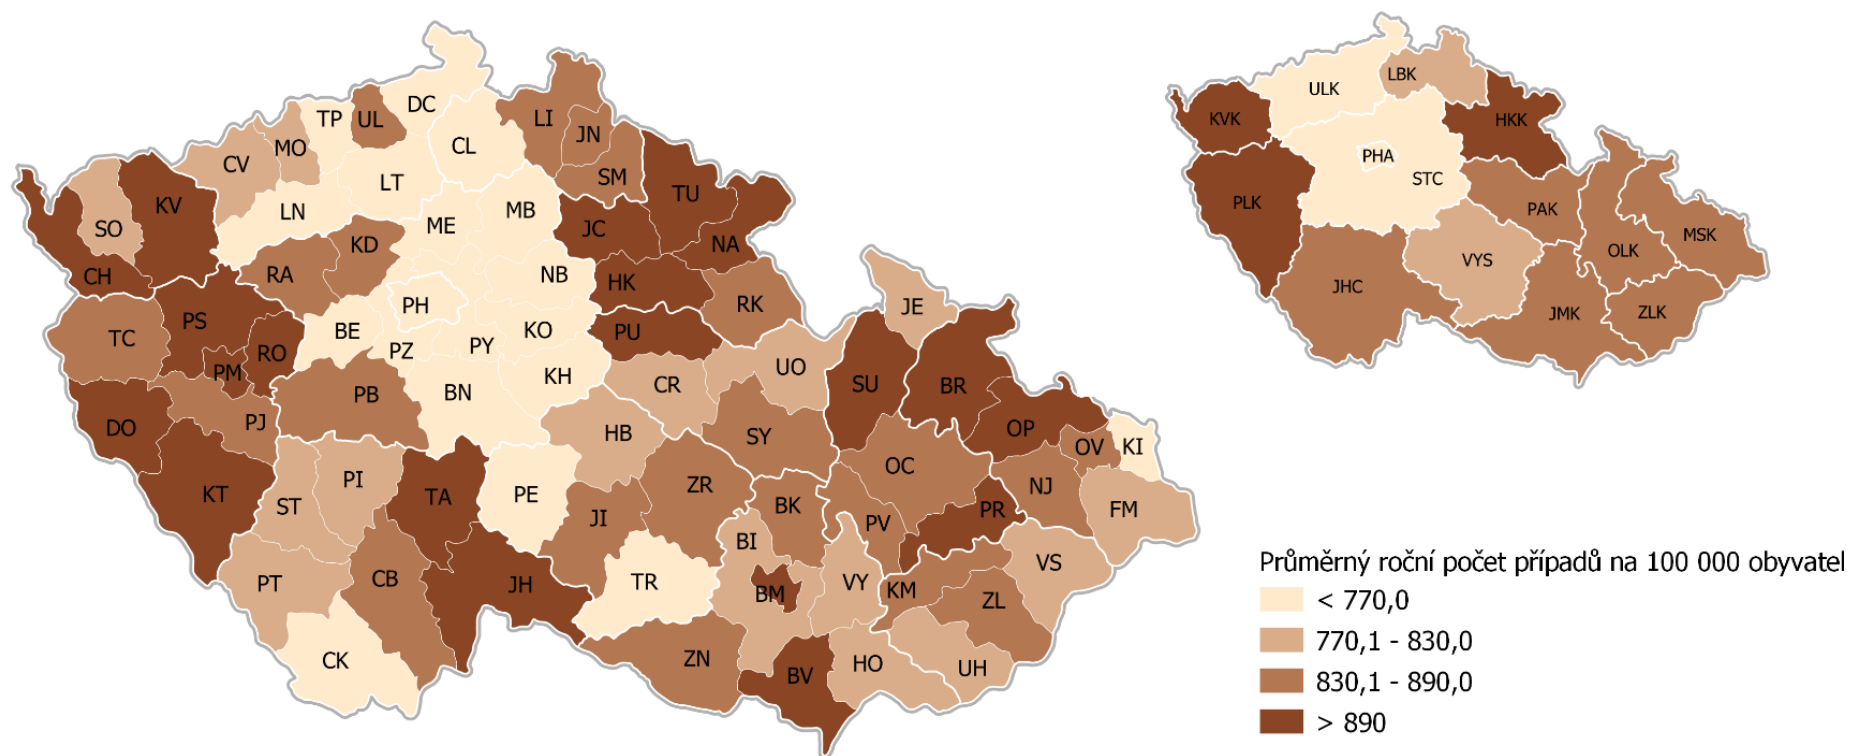 DC
TP
UL
LI
JN
CL
MO
CV
SM
LT
TU
KV
LN
MB
ME
JC
SO
KD
NA
RA
NB
CH
HK
PH
RK
JE
PS
BE
KO
PU
TC
RO
PZ
PY
UO
PM
KH
CR
SU
BR
PB
BN
PJ
DO
HB
SY
OP
OV
KI
OC
PI
ZR
NJ
KT
TA
PE
ST
BK
PR
FM
JI
PV
BI
VS
PT
CB
JH
TR
BM
VY
KM
ZL
CK
ZN
BV
HO
UH
LBK
ULK
KVK
HKK
PHA
STC
PLK
PAK
MSK
OLK
VYS
JHC
JMK
ZLK
Průměrný roční počet případů na 100 000 obyvatel
< 770,0
770,1 - 830,0
830,1 - 890,0
> 890